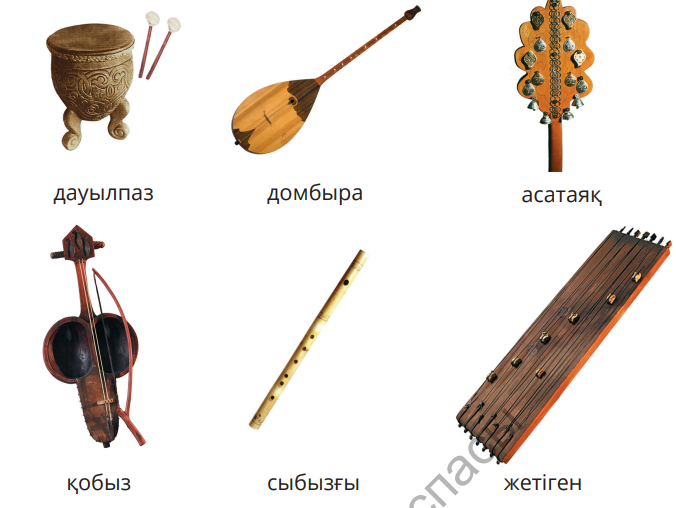 дауылпаз домбыра асатаяқ
қобыз сыбызғы жетіген